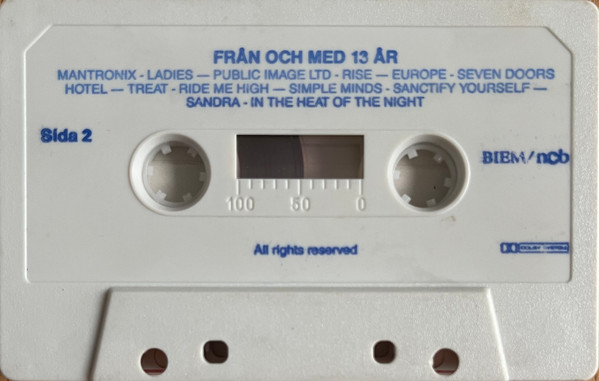 FRÅN OCH MED 13 ÅR
MANTRONIX - LADIES — PUBLIC IMAGE LTD - RISE — EUROPE - SEVEN DOORS
HOTEL — TREAT - RIDE ME HIGH — SIMPLE MINDS - SANCTIFY YOURSELF —
SANDRA - IN THE HEAT OF THE NIGHT
Sida 2
BIEM/ncb
100 50 0
All rights reserved
DOLBY SYSTEM